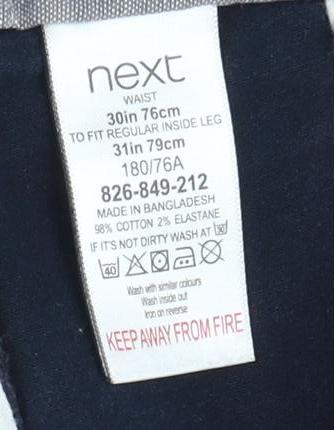 next
WAIST
30in 76cm
TO FIT REGULAR INSIDE LEG
31in 79cm
180/76A
826-849-212
MADE IN BANGLADESH
98% COTTON 2% ELASTANE
IF IT'S NOT DIRTY WASH AT 30
40
Wash with similar colours
Wash inside out
Iron on reverse
KEEP AWAY FROM FIRE